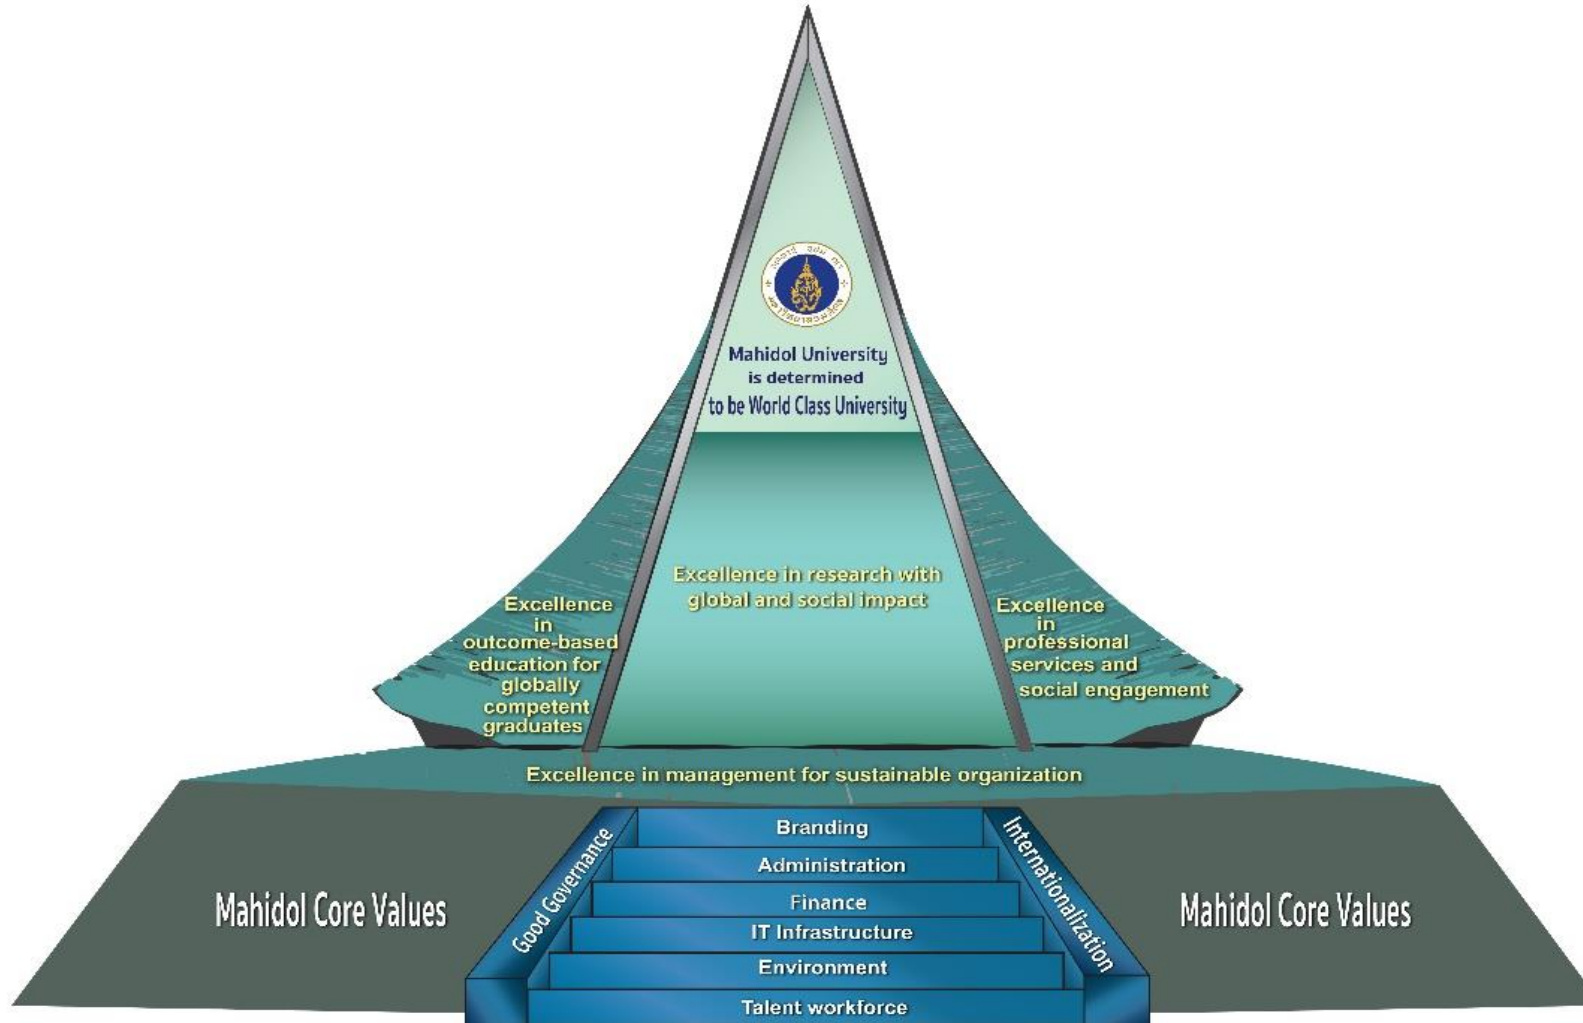 Mahidol University
is determined
to be World Class University
Excellence in research with
global and social impact
Excellence
in
outcome-based
education for
globally
competent
graduates
Excellence
in
professional
services and
social engagement
Excellence in management for sustainable organization
Mahidol Core Values
Good Governance
Branding
Administration
Finance
IT Infrastructure
Environment
Talent workforce
Internationalization
Mahidol Core Values